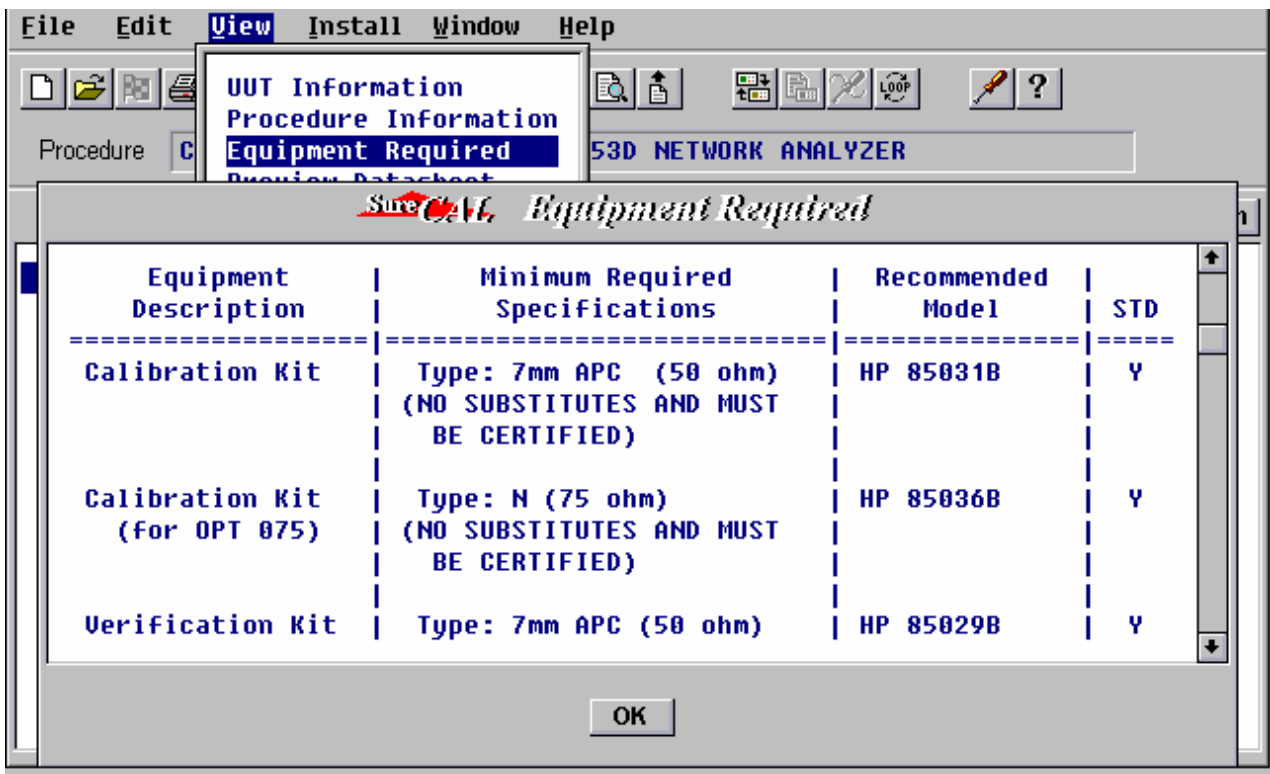 File Edit View Install Window Help
UUT Information
Procedure Information
LOOP
?
Procedure C
Equipment Required
53D NETWORK ANALYZER
Preview Datasheet
SureCAL Equipment Required
n
Equipment | Minimum Required | Recommended |
Description | Specifications | Model | STD
===================|============================|===============|=====
Calibration Kit | Type: 7mm APC (50 ohm) | HP 85031B | Y
| (NO SUBSTITUTES AND MUST | |
| BE CERTIFIED) | |
| | |
Calibration Kit | Type: N (75 ohm) | HP 85036B | Y
(for OPT 075) | (NO SUBSTITUTES AND MUST | |
| BE CERTIFIED) | |
| | |
Verification Kit | Type: 7mm APC (50 ohm) | HP 85029B | Y
OK